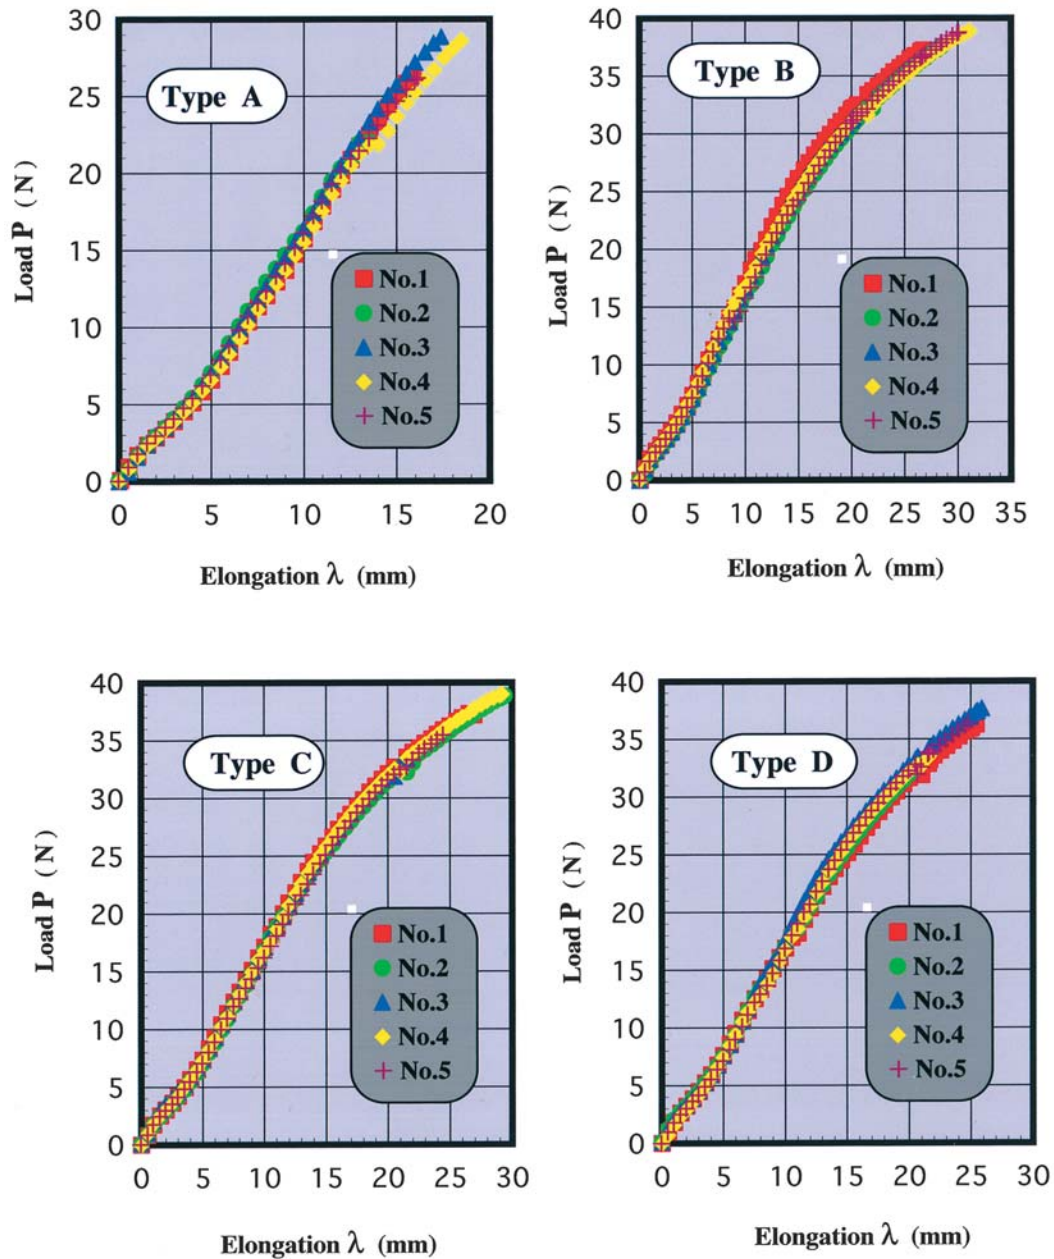 Type A
Load P (N)
30
25
20
15
10
5
0
No.1
No.2
No.3
No.4
No.5
0 5 10 15 20
Elongation λ (mm)
Type B
Load P (N)
40
35
30
25
20
15
10
5
0
No.1
No.2
No.3
No.4
No.5
0 5 10 15 20 25 30 35
Elongation λ (mm)
Type C
Load P (N)
40
35
30
25
20
15
10
5
0
No.1
No.2
No.3
No.4
No.5
0 5 10 15 20 25 30
Elongation λ (mm)
Type D
Load P (N)
40
35
30
25
20
15
10
5
0
No.1
No.2
No.3
No.4
No.5
0 5 10 15 20 25 30
Elongation λ (mm)